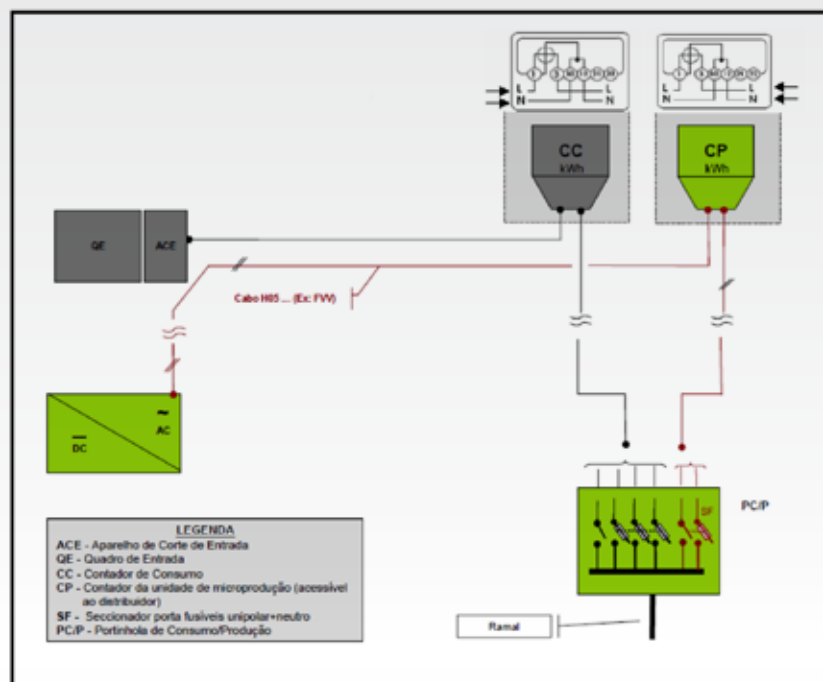 L
N
L
N
CC
kWh
CP
kWh
QE
ACE
Cabo H05 ... (Ex: FVV)
AC
DC
SF
PC/P
LEGENDA
ACE - Aparelho de Corte de Entrada
QE - Quadro de Entrada
CC - Contador de Consumo
CP - Contador da unidade de microprodução (acessível
ao distribuidor)
SF - Seccionador porta fusíveis unipolar+neutro
PC/P - Portinhola de Consumo/Produção
Ramal